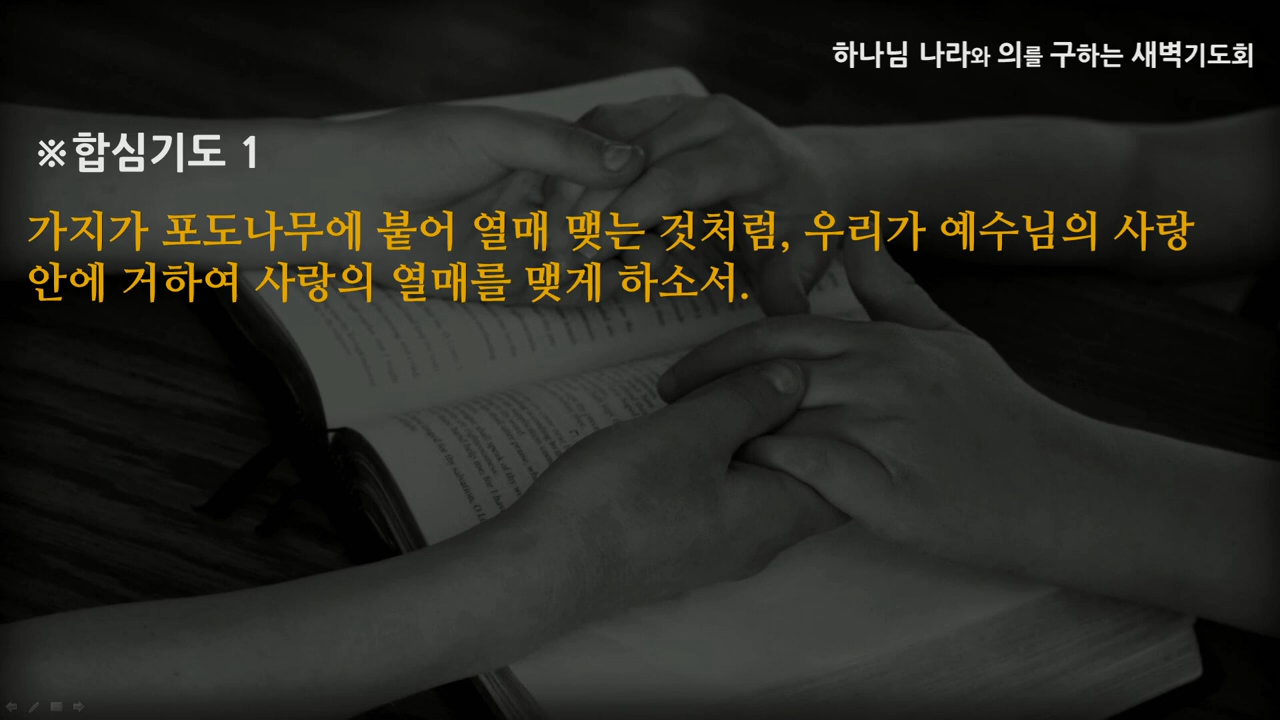 하나님 나라와 의를 구하는 새벽기도회
※합심기도 1
가지가 포도나무에 붙어 열매 맺는 것처럼, 우리가 예수님의 사랑
안에 거하여 사랑의 열매를 맺게 하소서.